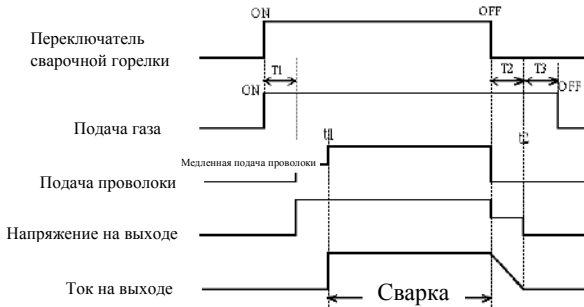 ON
OFF
Переключатель
сварочной горелки
T1
T2
T3
ON
OFF
Подача газа
t1
t2
Медленная подача проволоки
Подача проволоки
Напряжение на выходе
Ток на выходе
Сварка